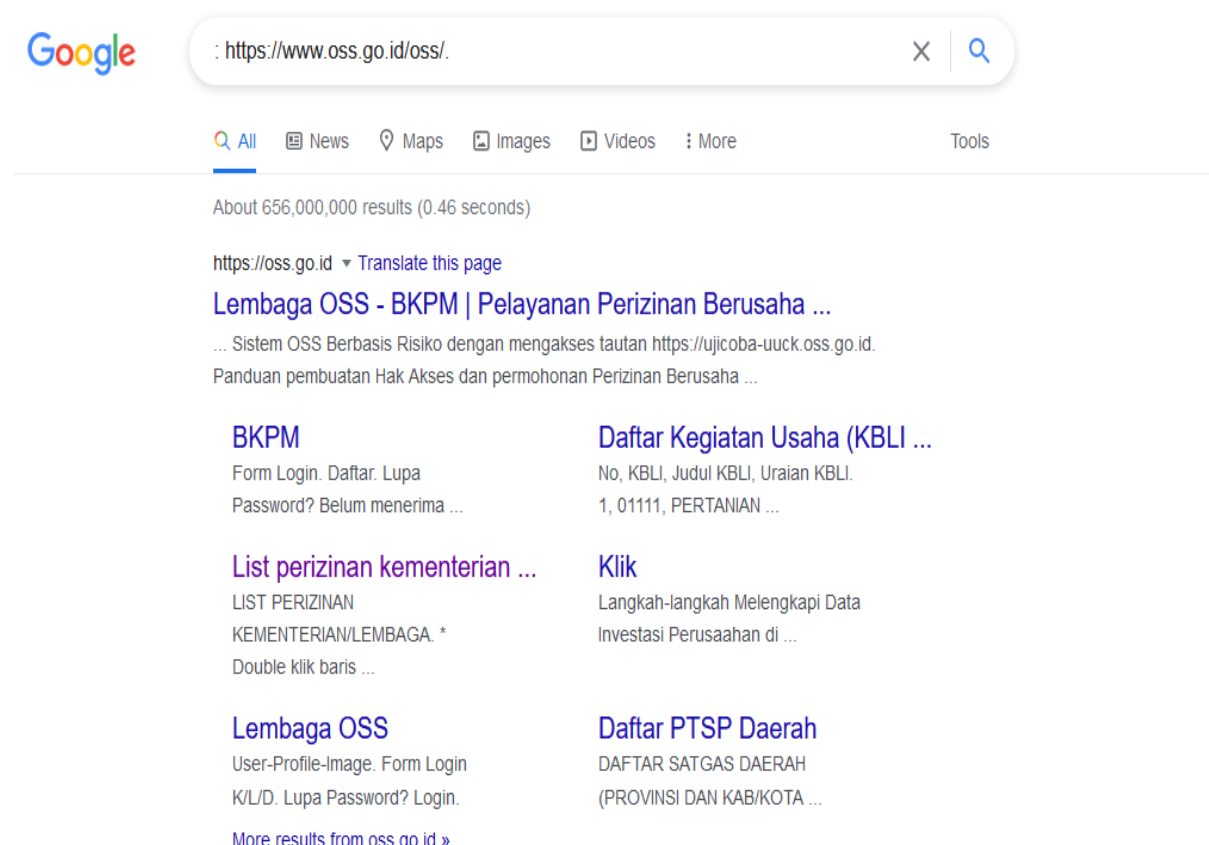 Google
: https://www.oss.go.id/oss/.
All News Maps Images Videos More Tools
About 656,000,000 results (0.46 seconds)
https://oss.go.id Translate this page
Lembaga OSS - BKPM | Pelayanan Perizinan Berusaha ...
... Sistem OSS Berbasis Risiko dengan mengakses tautan https://ujicoba-uuck.oss.go.id.
Panduan pembuatan Hak Akses dan permohonan Perizinan Berusaha ...
BKPM
Form Login. Daftar. Lupa
Password? Belum menerima ...
Daftar Kegiatan Usaha (KBLI ...
No, KBLI, Judul KBLI, Uraian KBLI.
1, 01111, PERTANIAN ...
List perizinan kementerian ...
LIST PERIZINAN
KEMENTERIAN/LEMBAGA. *
Double klik baris ...
Klik
Langkah-langkah Melengkapi Data
Investasi Perusaahan di ...
Lembaga OSS
User-Profile-Image. Form Login
K/L/D. Lupa Password? Login.
Daftar PTSP Daerah
DAFTAR SATGAS DAERAH
(PROVINSI DAN KAB/KOTA ...
More results from oss.go.id »